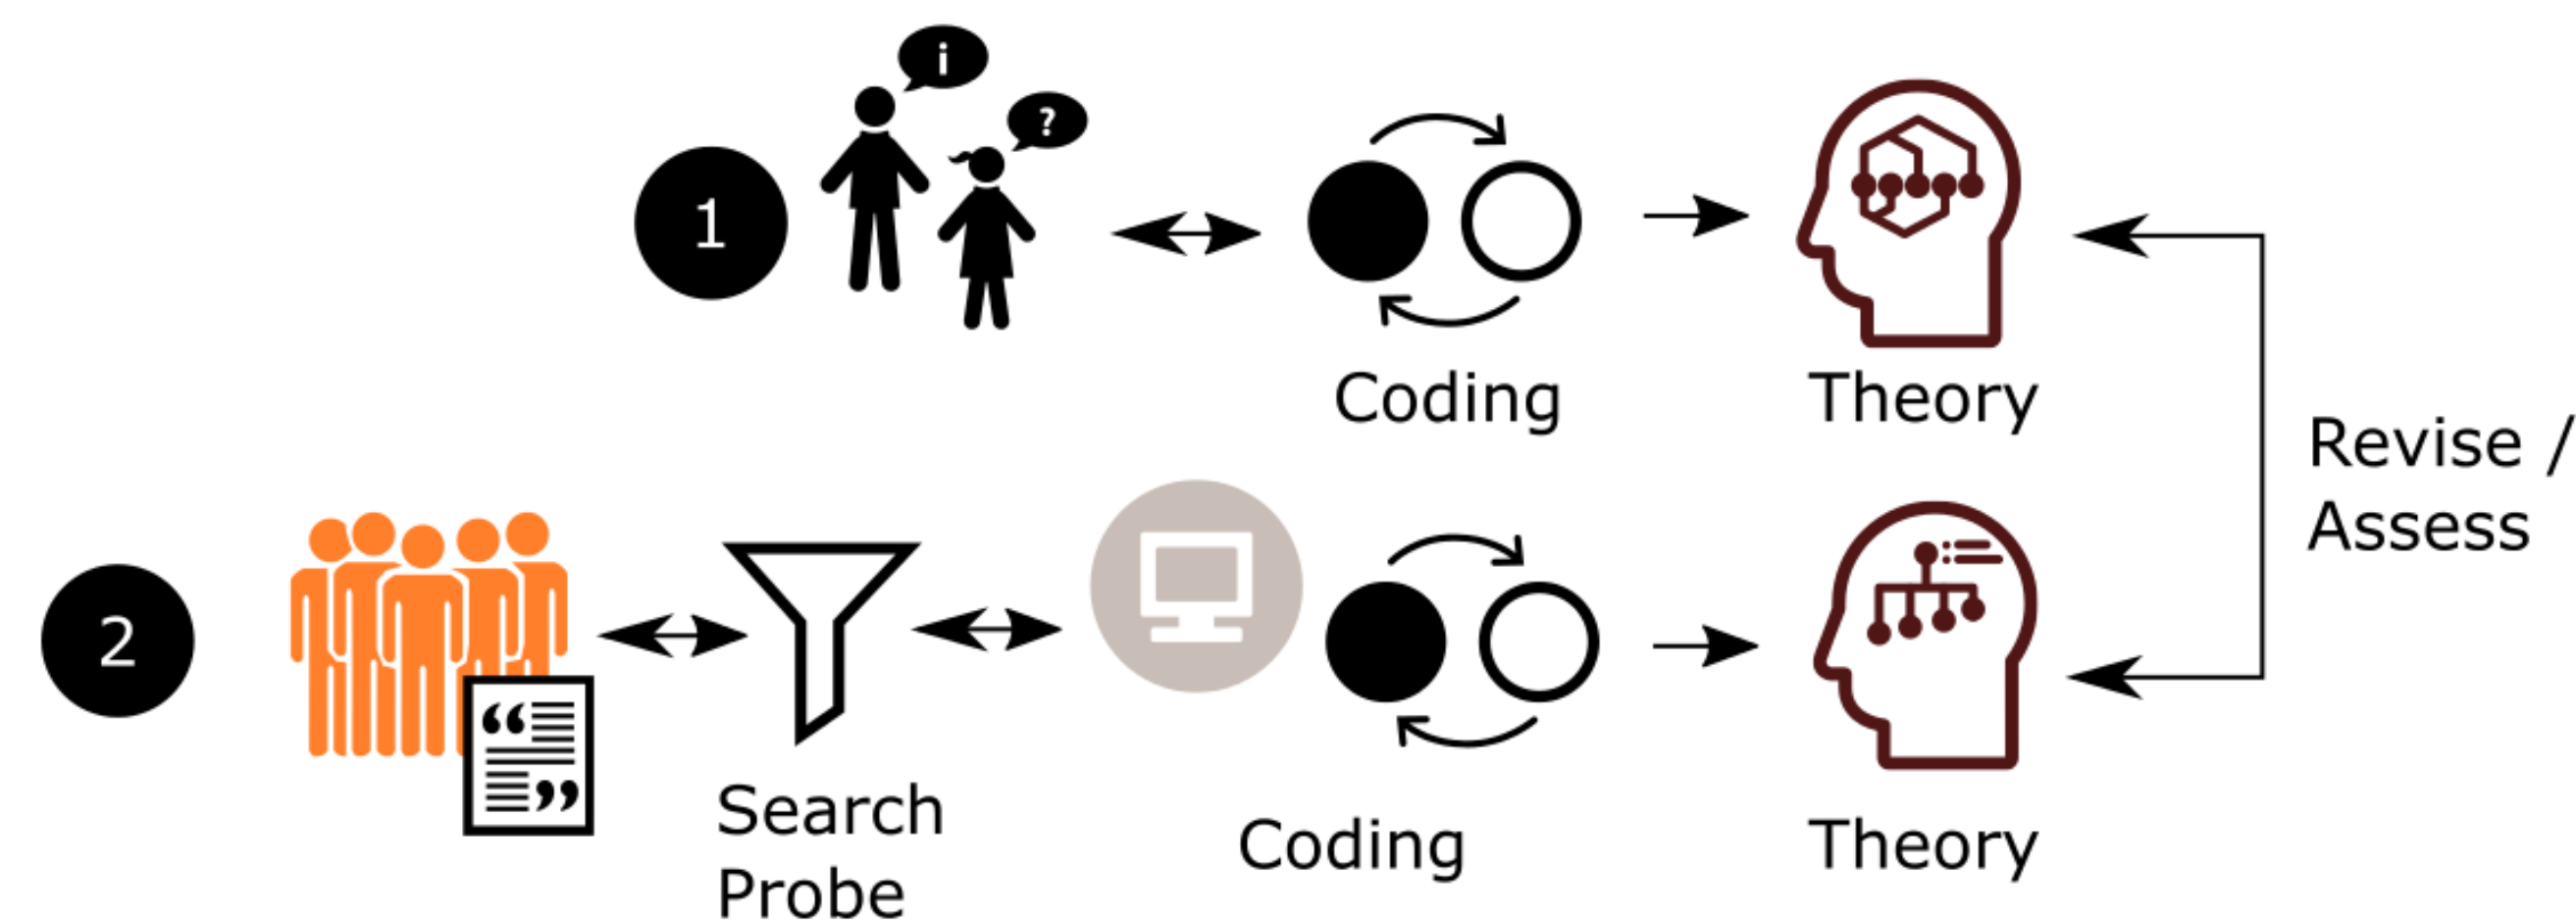 i
?
1
Coding
Theory
Revise /
Assess
2
“
”
Search
Probe
Coding
Theory